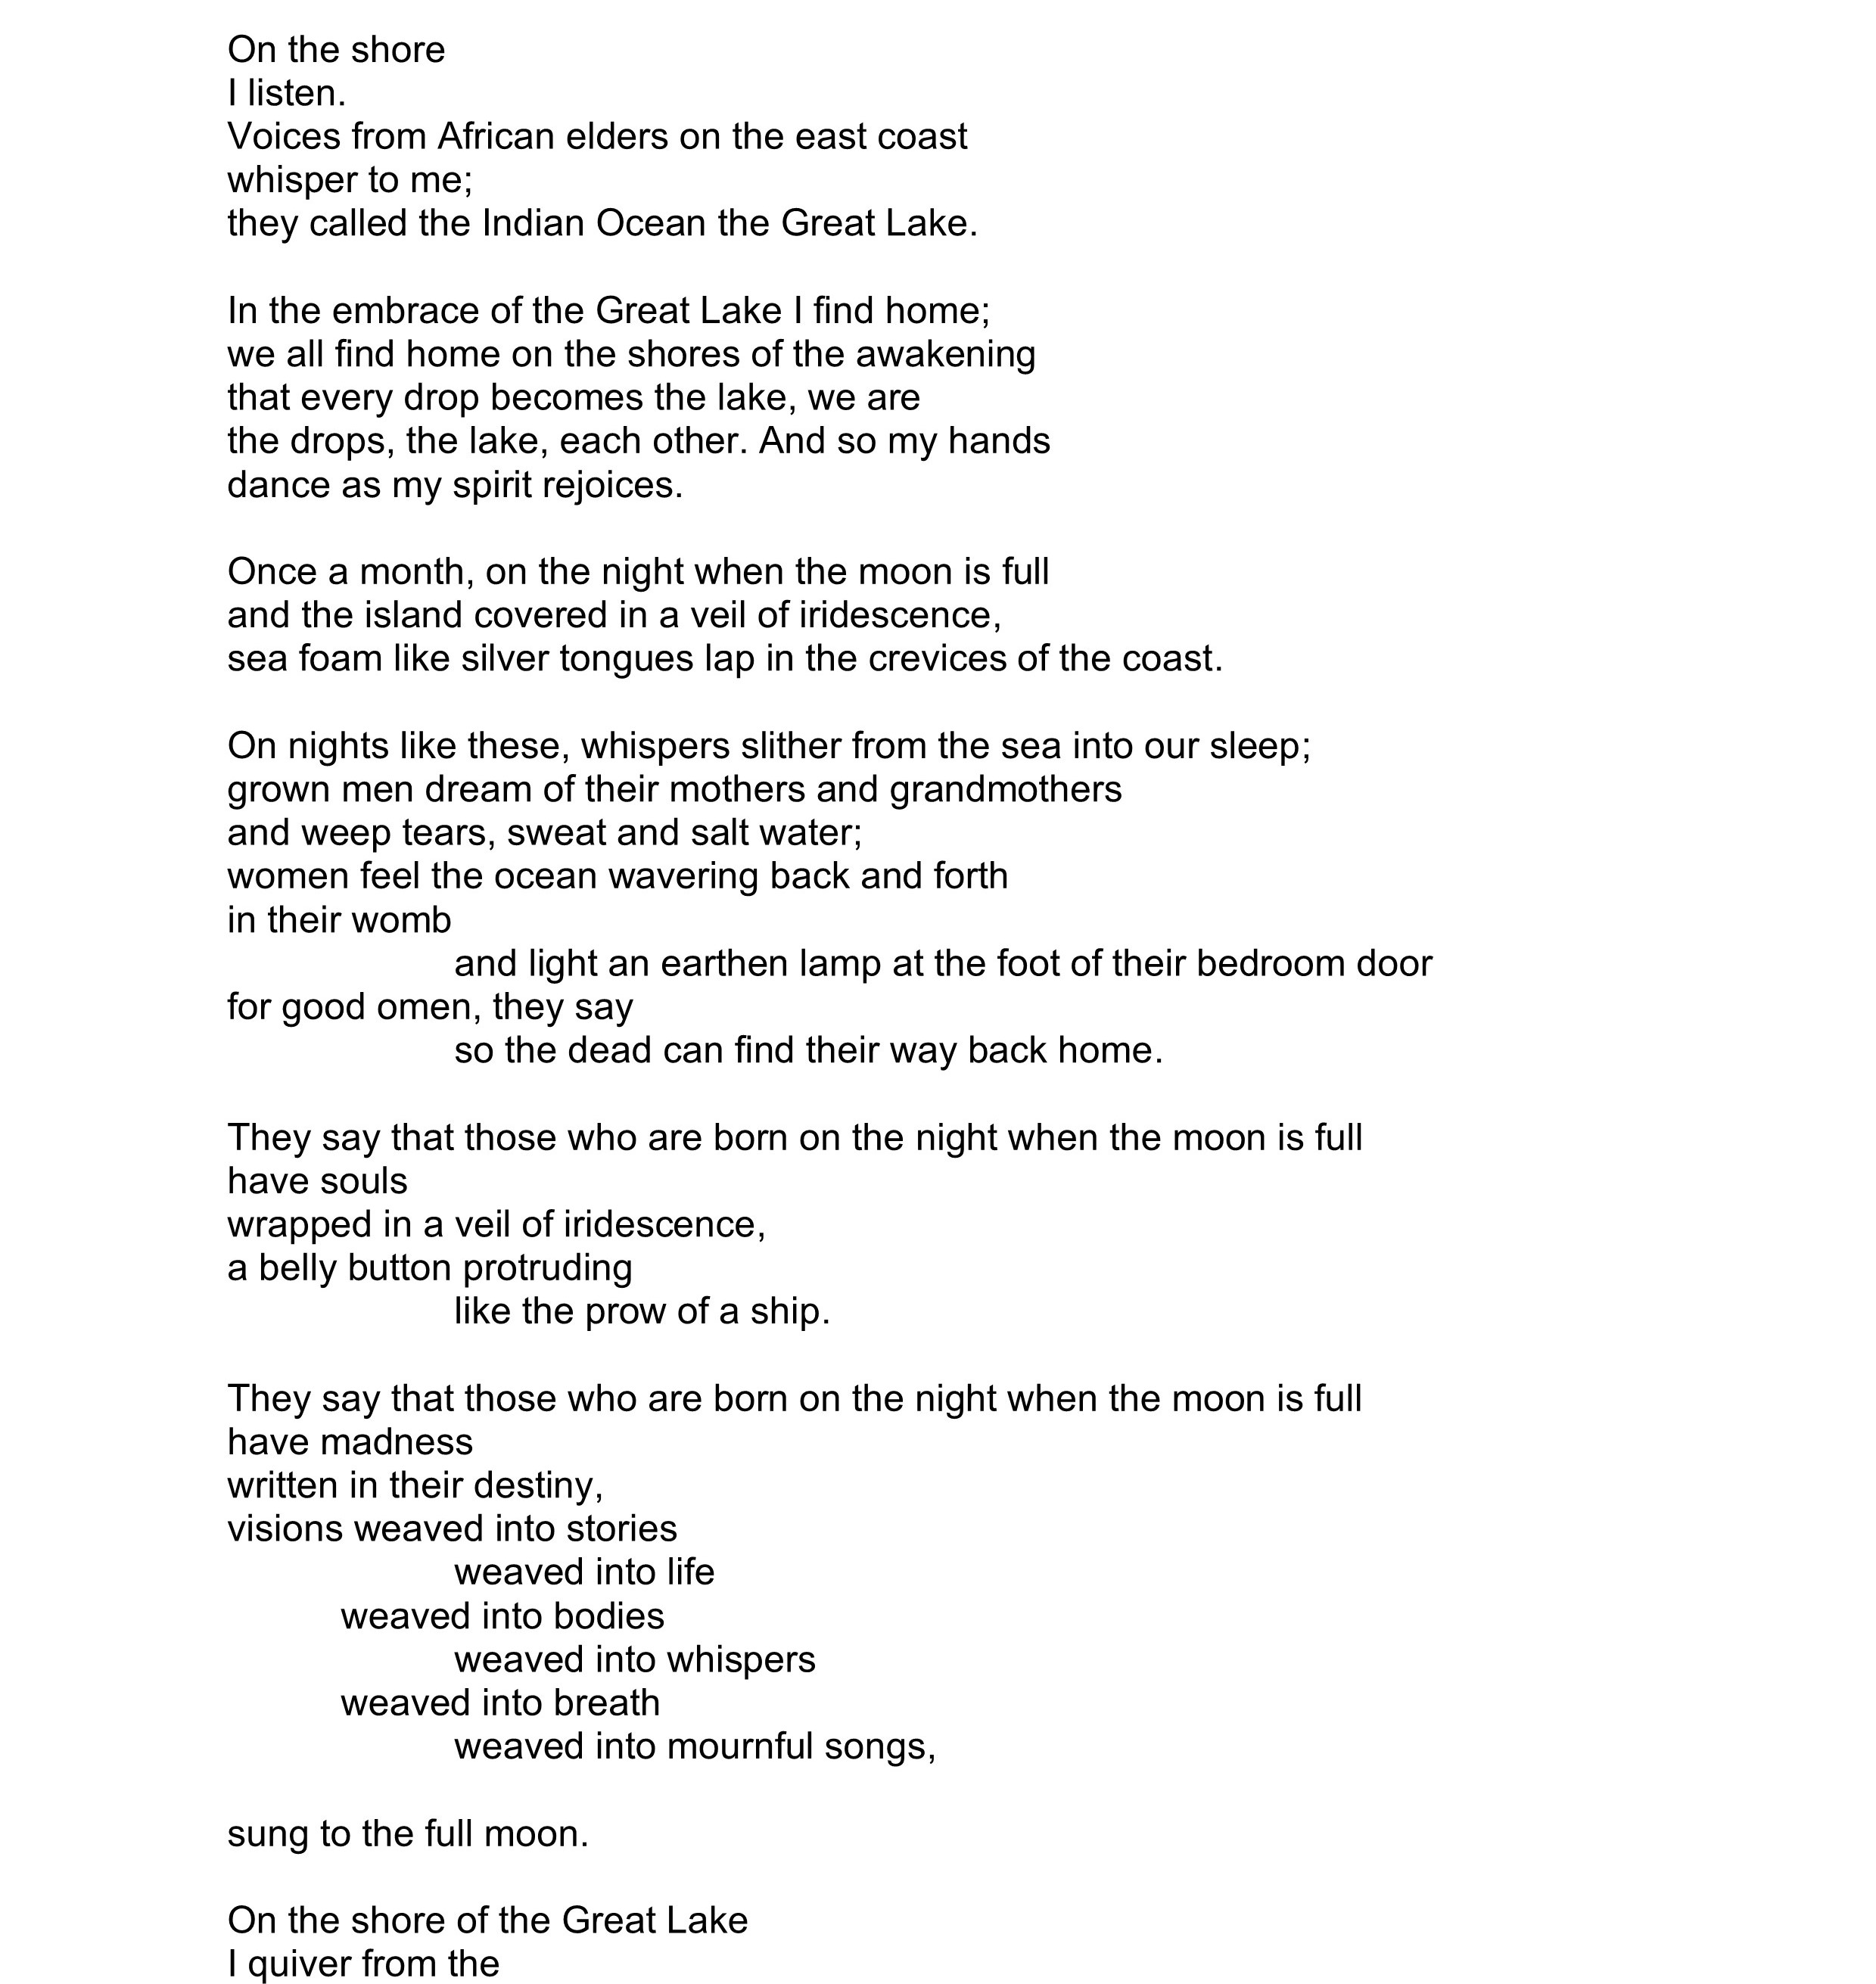 On the shore
I listen.
Voices from African elders on the east coast
whisper to me;
they called the Indian Ocean the Great Lake.

In the embrace of the Great Lake I find home;
we all find home on the shores of the awakening
that every drop becomes the lake, we are
the drops, the lake, each other. And so my hands
dance as my spirit rejoices.

Once a month, on the night when the moon is full
and the island covered in a veil of iridescence,
sea foam like silver tongues lap in the crevices of the coast.

On nights like these, whispers slither from the sea into our sleep;
grown men dream of their mothers and grandmothers
and weep tears, sweat and salt water;
women feel the ocean wavering back and forth
in their womb
and light an earthen lamp at the foot of their bedroom door
for good omen, they say
so the dead can find their way back home.

They say that those who are born on the night when the moon is full
have souls
wrapped in a veil of iridescence,
a belly button protruding
like the prow of a ship.

They say that those who are born on the night when the moon is full
have madness
written in their destiny,
visions weaved into stories
weaved into life
weaved into bodies
weaved into whispers
weaved into breath
weaved into mournful songs,

sung to the full moon.

On the shore of the Great Lake
I quiver from the